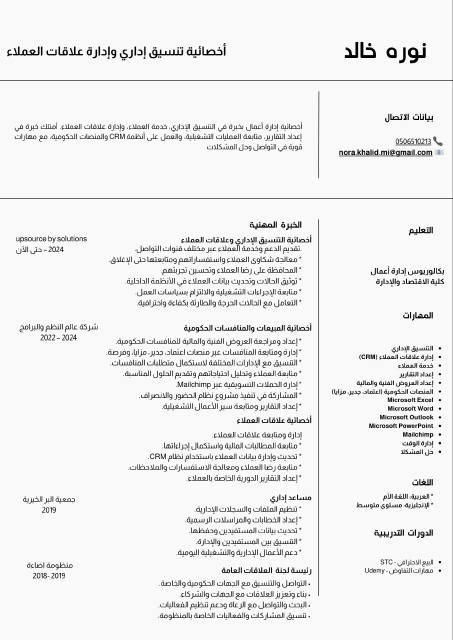 نوره خالد
أخصائية تنسيق إداري وإدارة علاقات العملاء
بيانات الاتصال
0506510213
nora.khalid.mi@gmail.com
أخصائية إدارة أعمال بخبرة في التنسيق الإداري، خدمة العملاء، وإدارة علاقات العملاء. أمتلك خبرة في
إعداد التقارير، متابعة العمليات التشغيلية، والعمل على أنظمة CRM والمنصات الحكومية، مع مهارات
قوية في التواصل وحل المشكلات
التعليم
بكالوريوس إدارة أعمال
كلية الاقتصاد والإدارة
المهارات
التنسيق الإداري
إدارة علاقات العملاء (CRM)
خدمة العملاء
إعداد التقارير
إعداد العروض الفنية والمالية
المنصات الحكومية (اعتماد، جدير، مزايا)
Microsoft Excel
Microsoft Word
Microsoft Outlook
Microsoft PowerPoint
Mailchimp
إدارة الوقت
حل المشكلا
اللغات
* العربية: اللغة الأم
* الإنجليزية: مستوى متوسط
الدورات التدريبية
البيع الاحترافي - STC
مهارات التفاوض - Udemy
الخبرة المهنية
أخصائية التنسيق الإداري وعلاقات العملاء
upsource by solutions
2024 – حتى الآن
تقديم الدعم وخدمة العملاء عبر مختلف قنوات التواصل.
* معالجة شكاوى العملاء واستفساراتهم ومتابعتها حتى الإغلاق.
* المحافظة على رضا العملاء وتحسين تجربتهم.
* توثيق الحالات وتحديث بيانات العملاء في الأنظمة الداخلية.
* متابعة الإجراءات التشغيلية والالتزام بسياسات العمل.
* التعامل مع الحالات الحرجة والطارئة بكفاءة واحترافية.
أخصائية المبيعات والمنافسات الحكومية
شركة عالم النظم والبرامج
2022 – 2024
* إعداد ومراجعة العروض الفنية والمالية للمنافسات الحكومية.
* إدارة ومتابعة المنافسات عبر منصات اعتماد، جدير، مزايا، وفرصة.
* التنسيق مع الإدارات المختلفة لاستكمال متطلبات المنافسات.
* متابعة العملاء وتحليل احتياجاتهم وتقديم الحلول المناسبة.
* إدارة الحملات التسويقية عبر Mailchimp.
* المشاركة في تنفيذ مشروع نظام الحضور والانصراف.
* إعداد التقارير ومتابعة سير الأعمال التشغيلية.
أخصائية علاقات العملاء
إدارة ومتابعة علاقات العملاء.
* متابعة المطالبات المالية واستكمال إجراءاتها.
* تحديث وإدارة بيانات العملاء باستخدام نظام CRM.
* متابعة رضا العملاء ومعالجة الاستفسارات والملاحظات.
* إعداد التقارير الدورية الخاصة بالعملاء.
مساعد إداري
جمعية البر الخيرية
2019
* تنظيم الملفات والسجلات الإدارية.
* إعداد الخطابات والمراسلات الرسمية.
* تحديث بيانات المستفيدين وحفظها.
* التنسيق بين المستفيدين والإدارة.
* دعم الأعمال الإدارية والتشغيلية اليومية.
رئيسة لجنة العلاقات العامة
منظومة اضاءة
2018- 2019
• التواصل والتنسيق مع الجهات الحكومية والخاصة.
• بناء وتعزيز العلاقات مع الجهات والشركاء.
• البحث والتواصل مع الرعاة ودعم تنظيم الفعاليات.
• تنسيق المشاركات والفعاليات الخاصة بالمنظومة.